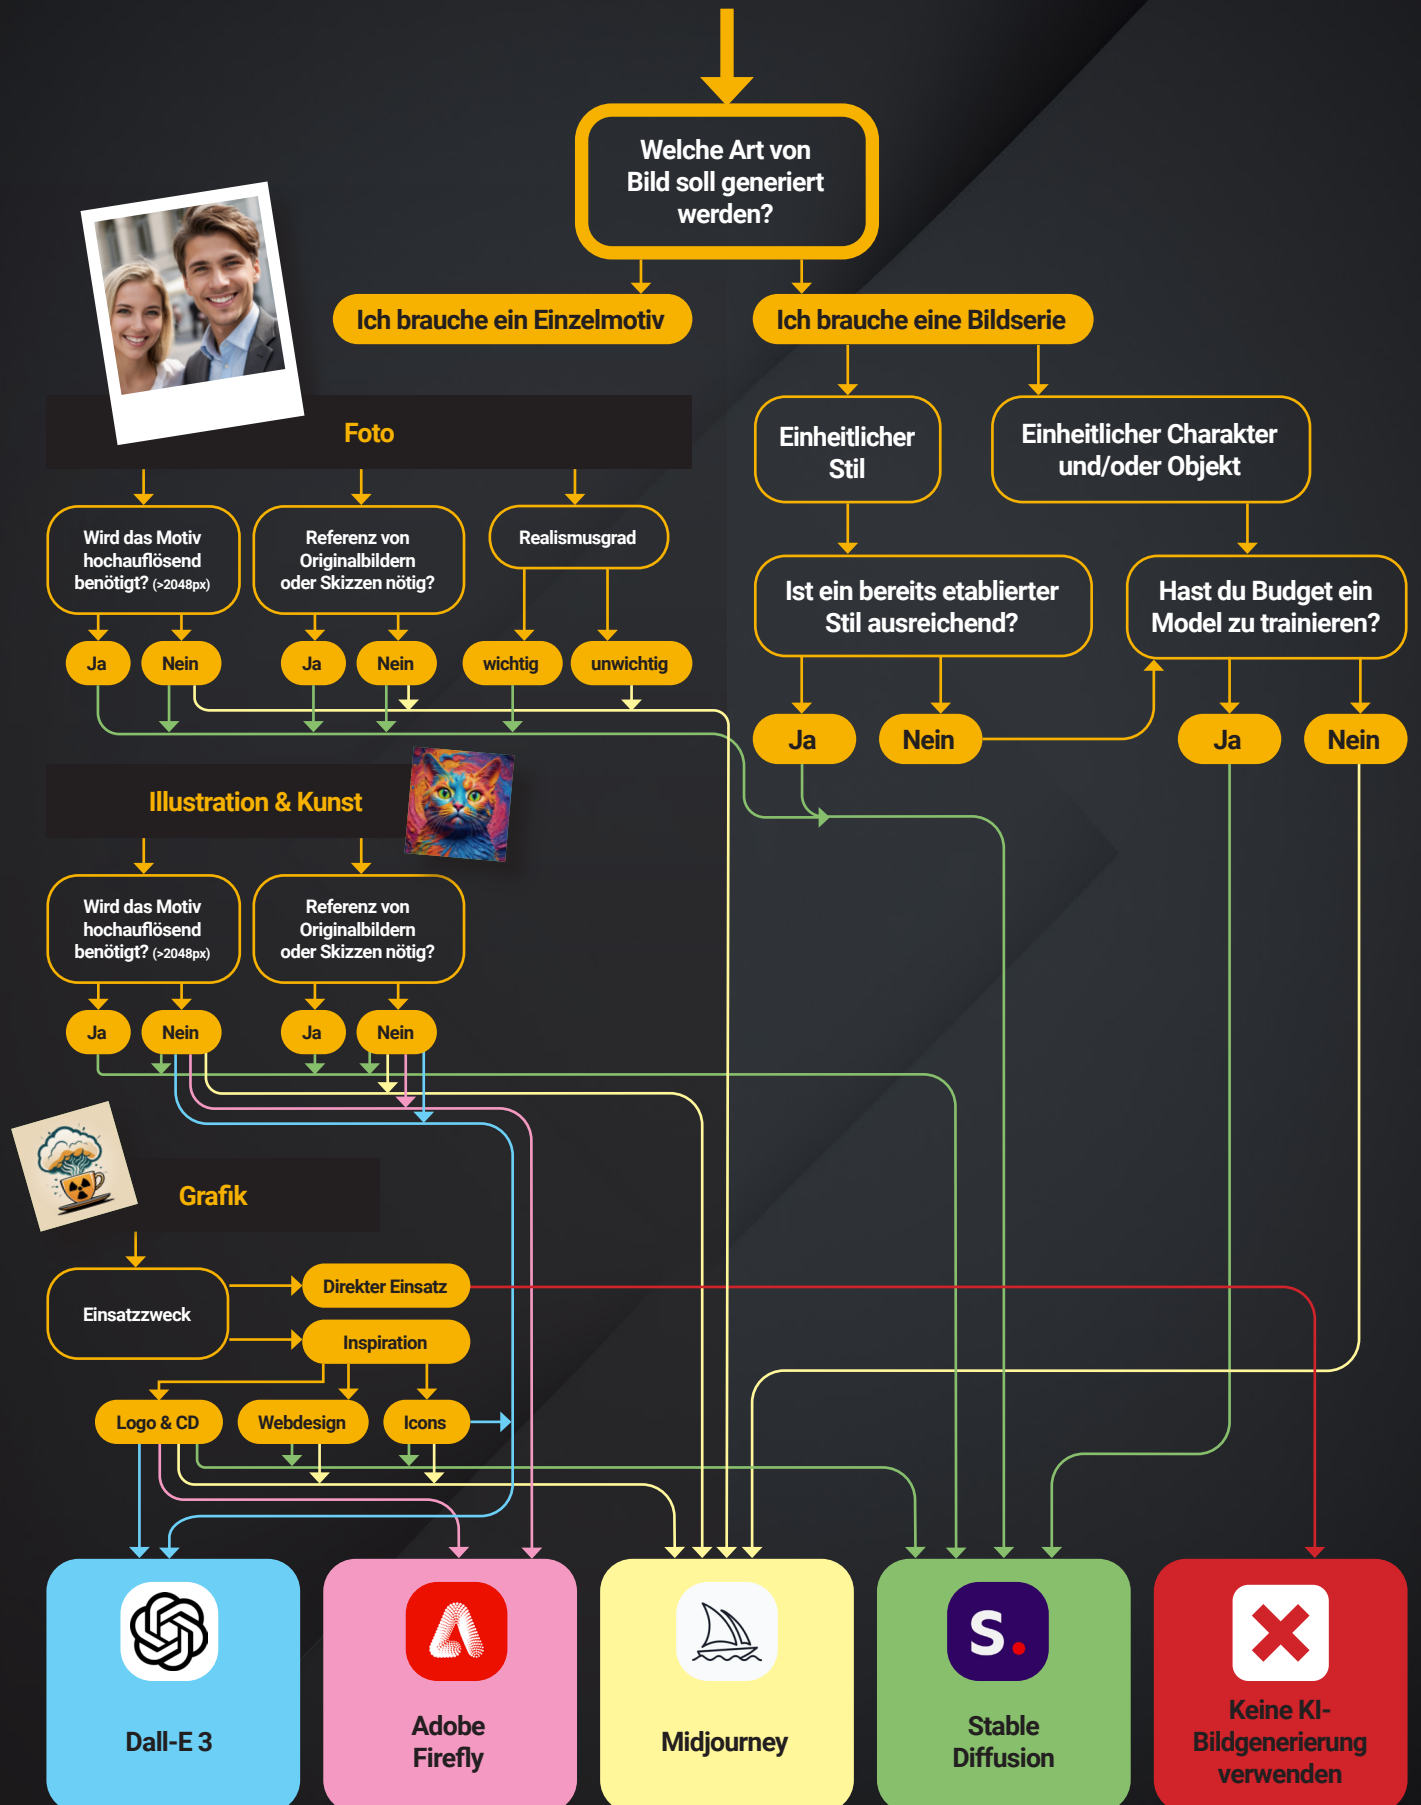 Welche Art von
Bild soll generiert
werden?
Ich brauche ein Einzelmotiv
Ich brauche eine Bildserie
Foto
Einheitlicher
Stil
Einheitlicher Charakter
und/oder Objekt
Wird das Motiv
hochauflösend
benötigt? (>2048px)
Referenz von
Originalbildern
oder Skizzen nötig?
Realismusgrad
Ist ein bereits etablierter
Stil ausreichend?
Hast du Budget ein
Model zu trainieren?
Ja
Nein
Ja
Nein
wichtig
unwichtig
Ja
Nein
Ja
Nein
Illustration & Kunst
Wird das Motiv
hochauflösend
benötigt? (>2048px)
Referenz von
Originalbildern
oder Skizzen nötig?
Ja
Nein
Ja
Nein
Grafik
Einsatzzweck
Direkter Einsatz
Inspiration
Logo & CD
Webdesign
Icons
Dall-E 3
Adobe
Firefly
Midjourney
S.
Stable
Diffusion
Keine KI-
Bildgenerierung
verwenden